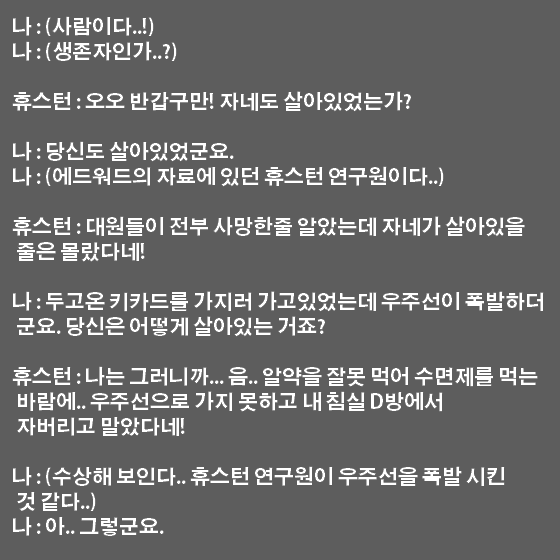 나 : (사람이다..!)
나 : (생존자인가..?)
휴스턴 : 오오 반갑구만! 자네도 살아있었는가?
나 : 당신도 살아있었군요.
나 : (에드워드의 자료에 있던 휴스턴 연구원이다..)
휴스턴 : 대원들이 전부 사망한줄 알았는데 자네가 살아있을
줄은 몰랐다네!
나 : 두고온 키카드를 가지러 가고있었는데 우주선이 폭발하더
군요. 당신은 어떻게 살아있는 거죠?
휴스턴 : 나는 그러니까... 음.. 알약을 잘못 먹어 수면제를 먹는
바람에.. 우주선으로 가지 못하고 내 침실 D방에서
자버리고 말았다네!
나 : (수상해 보인다.. 휴스턴 연구원이 우주선을 폭발 시킨
것 같다..)
나 : 아.. 그렇군요.